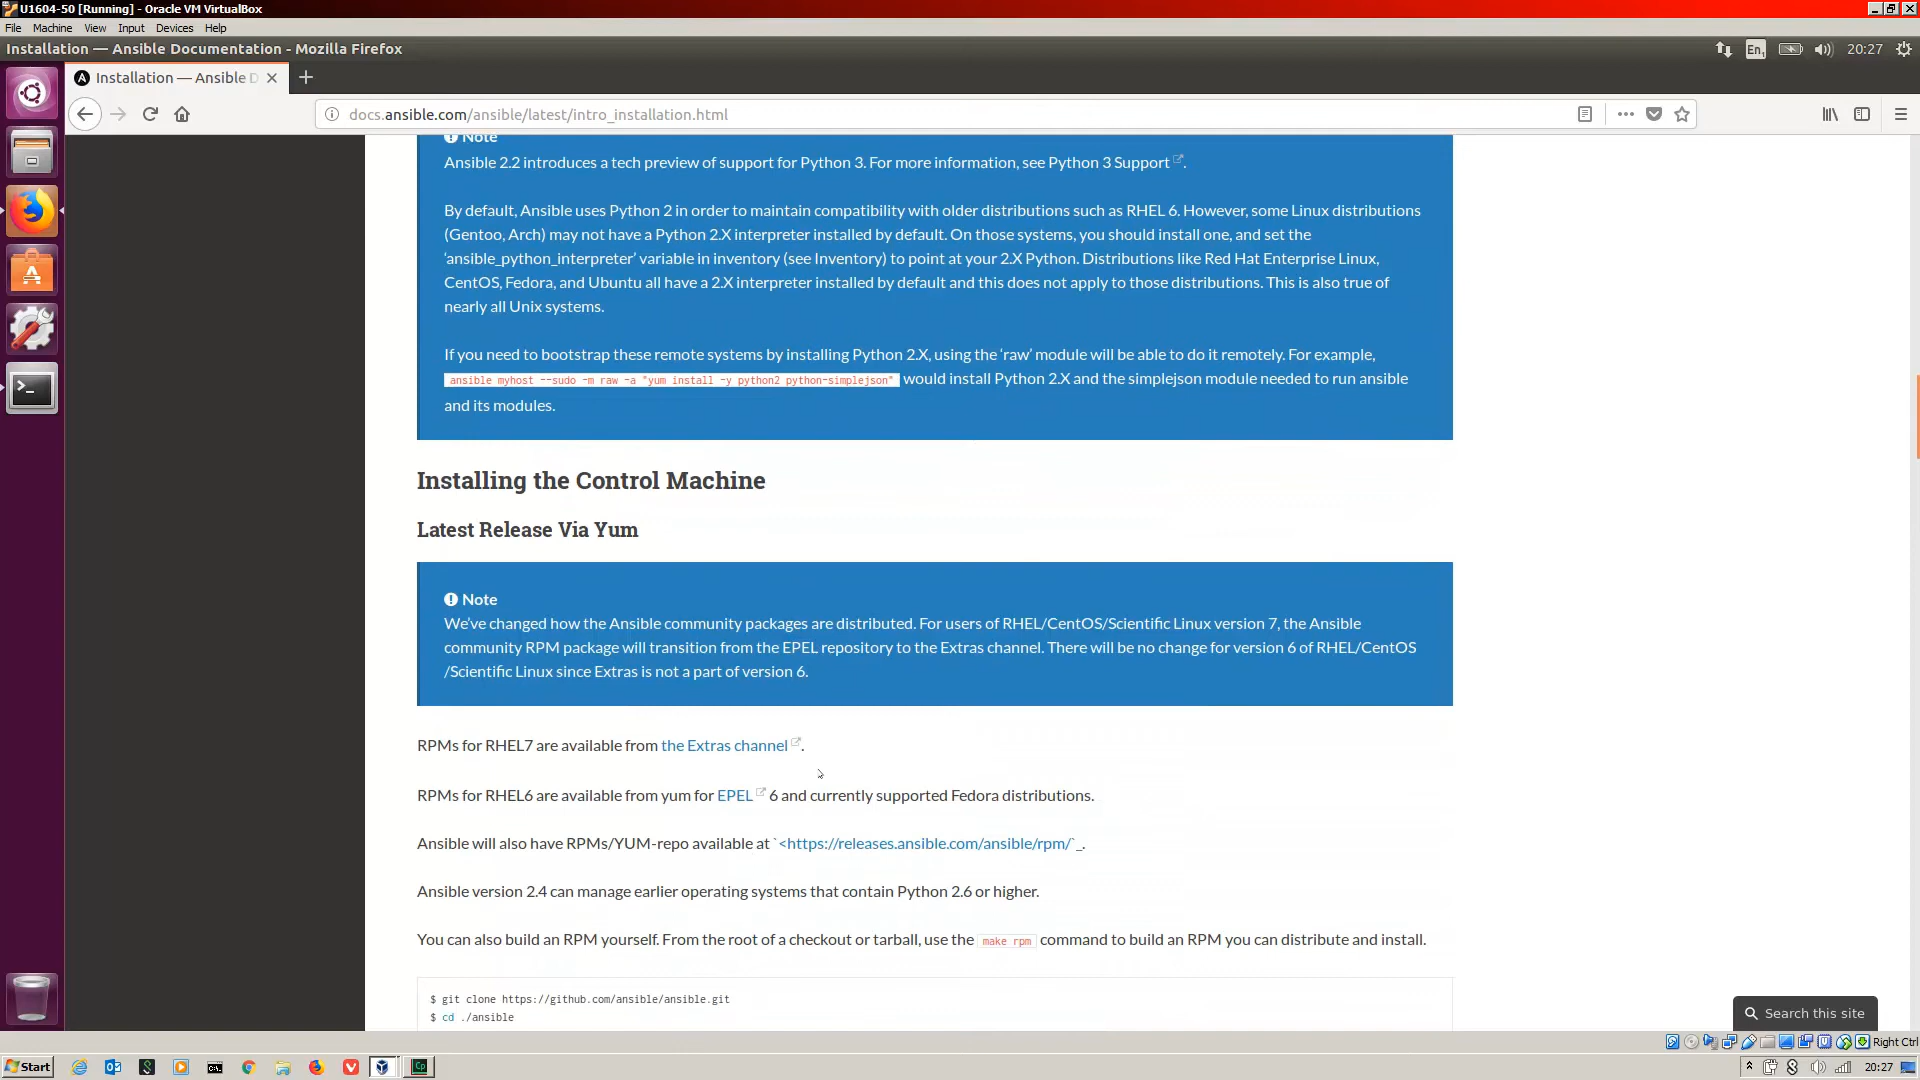 U1604-50 [Running] - Oracle VM VirtualBox
File Machine View Input Devices Help
Installation — Ansible Documentation - Mozilla Firefox
En1
20:27
Installation — Ansible D
docs.ansible.com/ansible/latest/intro_installation.html
Note
Ansible 2.2 introduces a tech preview of support for Python 3. For more information, see Python 3 Support.
By default, Ansible uses Python 2 in order to maintain compatibility with older distributions such as RHEL 6. However, some Linux distributions
(Gentoo, Arch) may not have a Python 2.X interpreter installed by default. On those systems, you should install one, and set the
‘ansible_python_interpreter’ variable in inventory (see Inventory) to point at your 2.X Python. Distributions like Red Hat Enterprise Linux,
CentOS, Fedora, and Ubuntu all have a 2.X interpreter installed by default and this does not apply to those distributions. This is also true of
nearly all Unix systems.
If you need to bootstrap these remote systems by installing Python 2.X, using the ‘raw’ module will be able to do it remotely. For example,
ansible myhost --sudo -m raw -a "yum install -y python2 python-simplejson" would install Python 2.X and the simplejson module needed to run ansible
and its modules.
Installing the Control Machine
Latest Release Via Yum
Note
We’ve changed how the Ansible community packages are distributed. For users of RHEL/CentOS/Scientific Linux version 7, the Ansible
community RPM package will transition from the EPEL repository to the Extras channel. There will be no change for version 6 of RHEL/CentOS
/Scientific Linux since Extras is not a part of version 6.
RPMs for RHEL7 are available from the Extras channel.
RPMs for RHEL6 are available from yum for EPEL 6 and currently supported Fedora distributions.
Ansible will also have RPMs/YUM-repo available at `<https://releases.ansible.com/ansible/rpm/`_.
Ansible version 2.4 can manage earlier operating systems that contain Python 2.6 or higher.
You can also build an RPM yourself. From the root of a checkout or tarball, use the make rpm command to build an RPM you can distribute and install.
$ git clone https://github.com/ansible/ansible.git
$ cd ./ansible
Search this site
Right Ctrl
Start
Cp
20:27